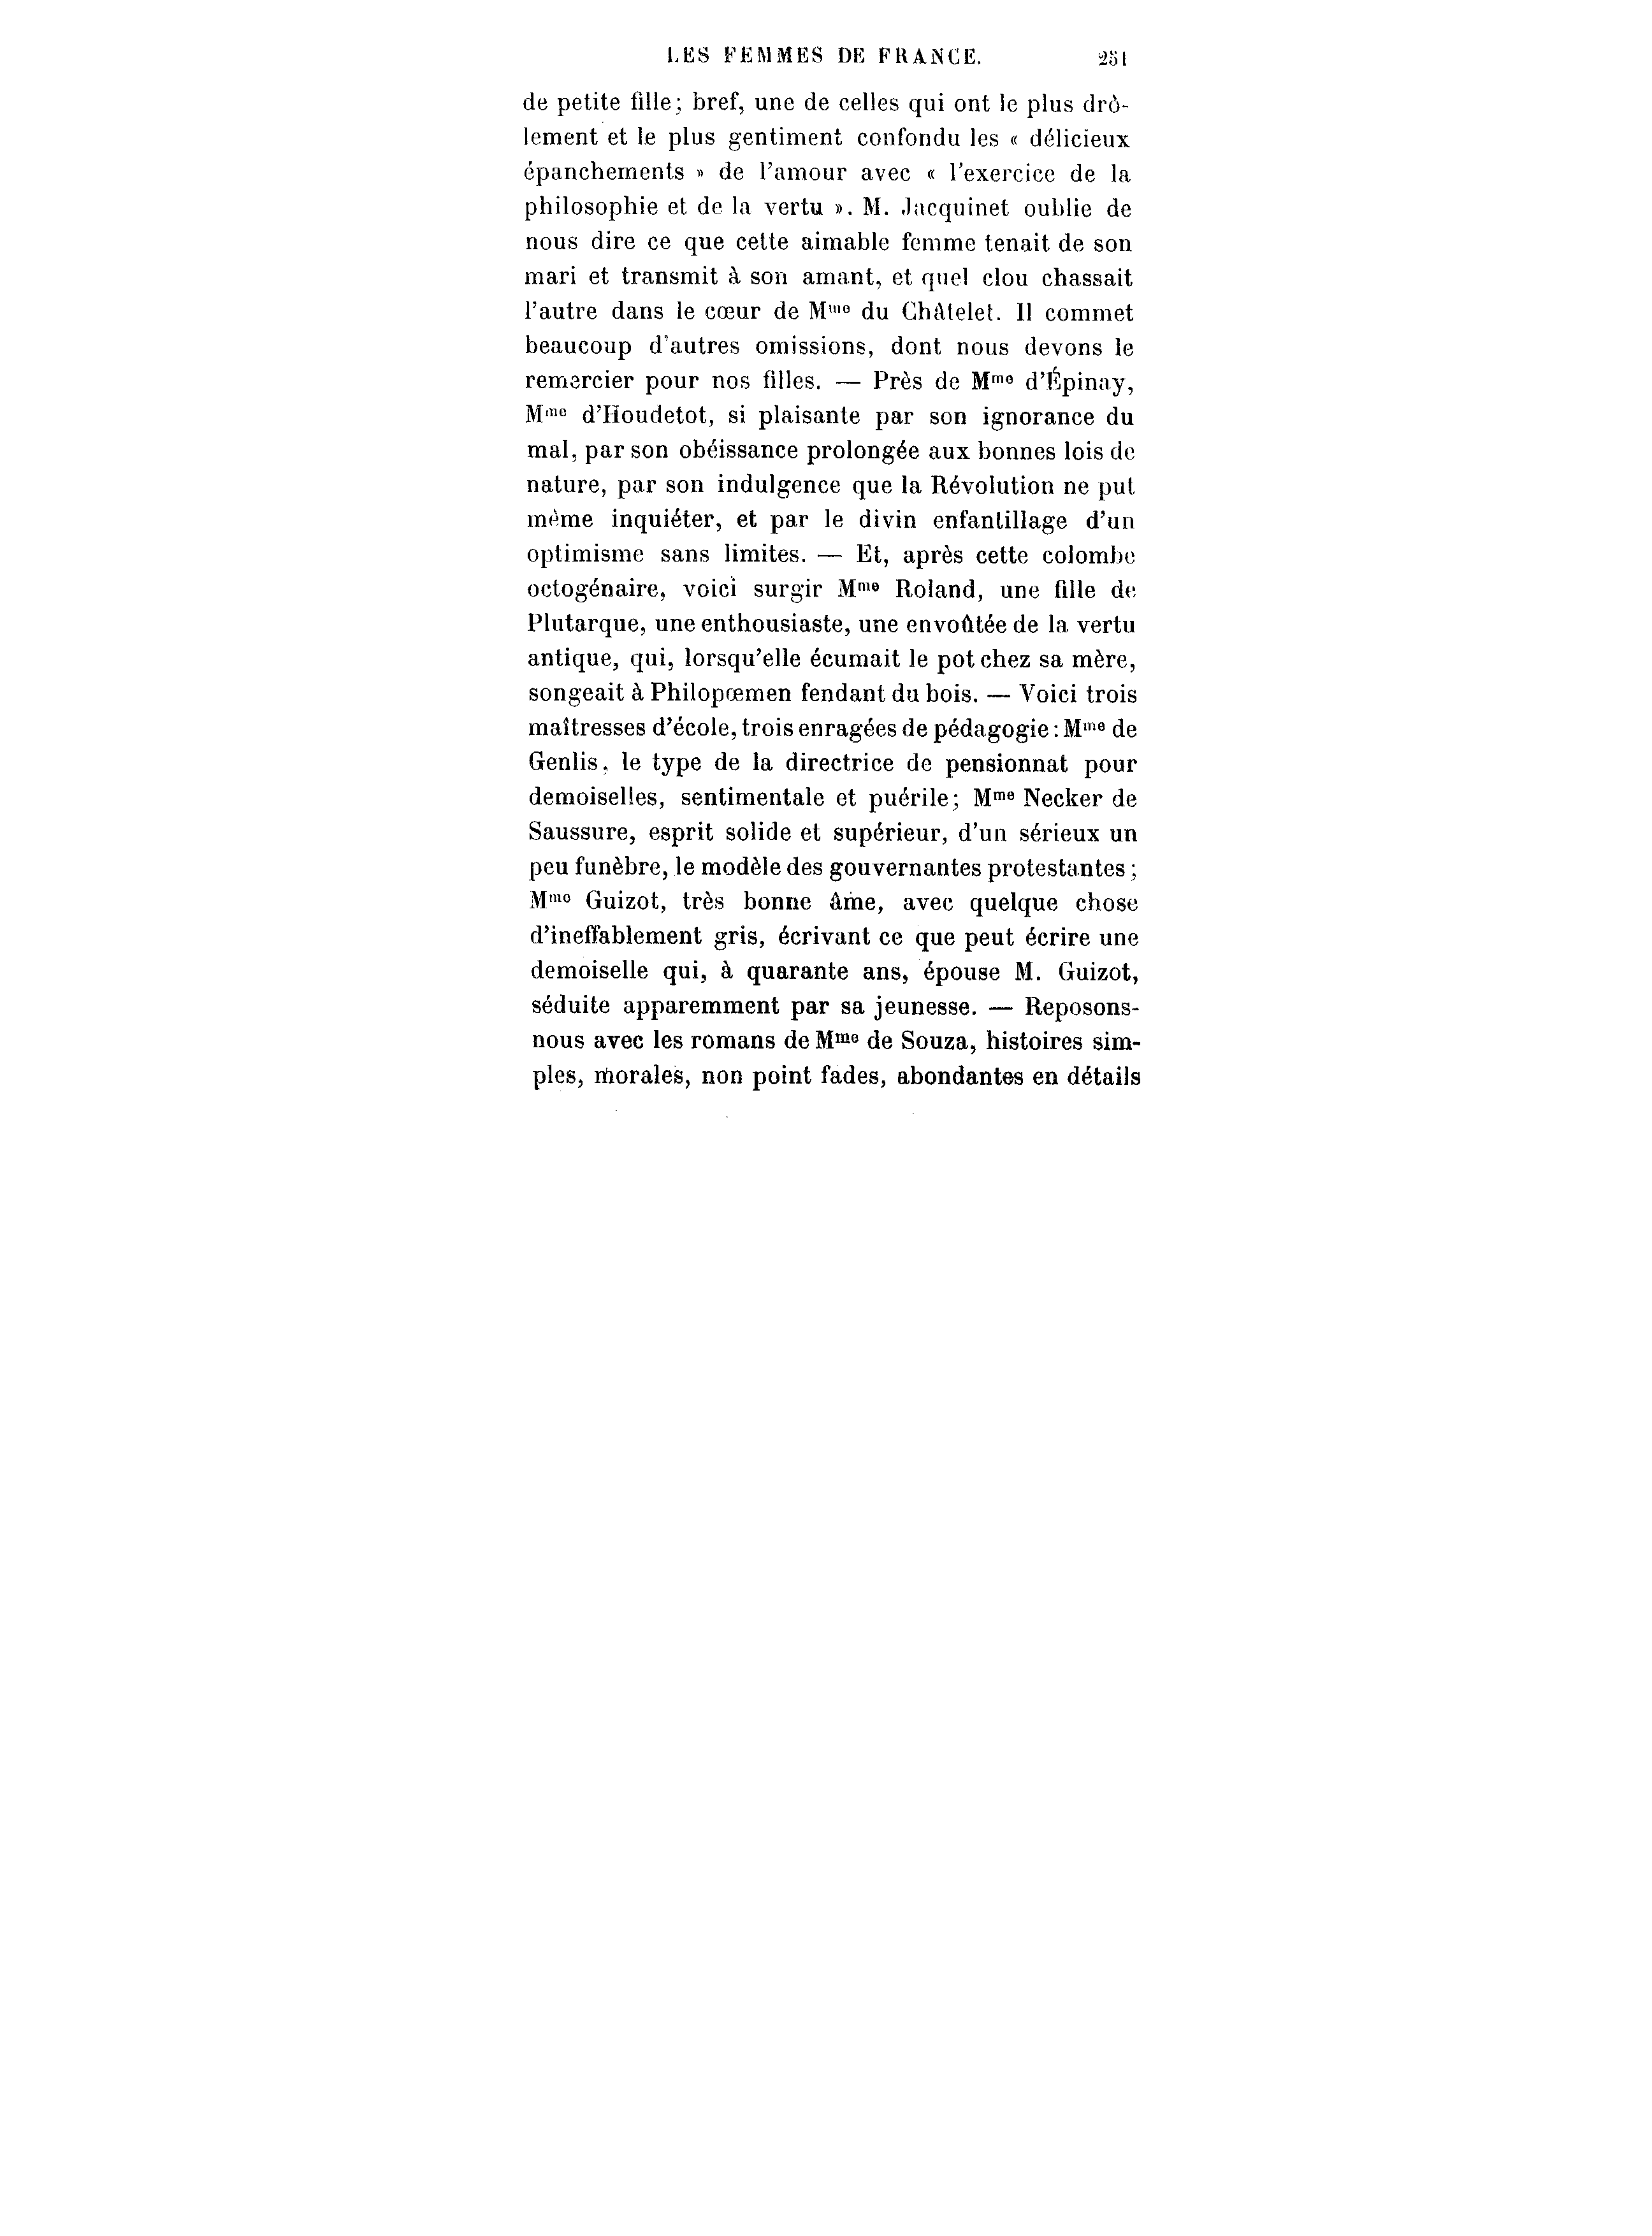 LES FEMMES DE FRANCE. 251
de petite fille; bref, une de celles qui ont le plus drô-
lement et le plus gentiment confondu les « délicieux
épanchements » de l'amour avec « l'exercice de la
philosophie et de la vertu ». M. Jacquinet oublie de
nous dire ce que cette aimable femme tenait de son
mari et transmit à son amant, et quel clou chassait
l'autre dans le cœur de Mme du Châtelet. Il commet
beaucoup d'autres omissions, dont nous devons le
remercier pour nos filles. — Près de Mme d'Épinay,
Mme d'Houdetot, si plaisante par son ignorance du
mal, par son obéissance prolongée aux bonnes lois de
nature, par son indulgence que la Révolution ne put
même inquiéter, et par le divin enfantillage d'un
optimisme sans limites. — Et, après cette colombe
octogénaire, voici surgir Mme Roland, une fille de
Plutarque, une enthousiaste, une envoûtée de la vertu
antique, qui, lorsqu'elle écumait le pot chez sa mère,
songeait à Philopœmen fendant du bois. — Voici trois
maîtresses d'école, trois enragées de pédagogie : Mme de
Genlis, le type de la directrice de pensionnat pour
demoiselles, sentimentale et puérile; Mme Necker de
Saussure, esprit solide et supérieur, d'un sérieux un
peu funèbre, le modèle des gouvernantes protestantes ;
Mme Guizot, très bonne âme, avec quelque chose
d'ineffablement gris, écrivant ce que peut écrire une
demoiselle qui, à quarante ans, épouse M. Guizot,
séduite apparemment par sa jeunesse. — Reposons-
nous avec les romans de Mme de Souza, histoires sim-
ples, morales, non point fades, abondantes en détails